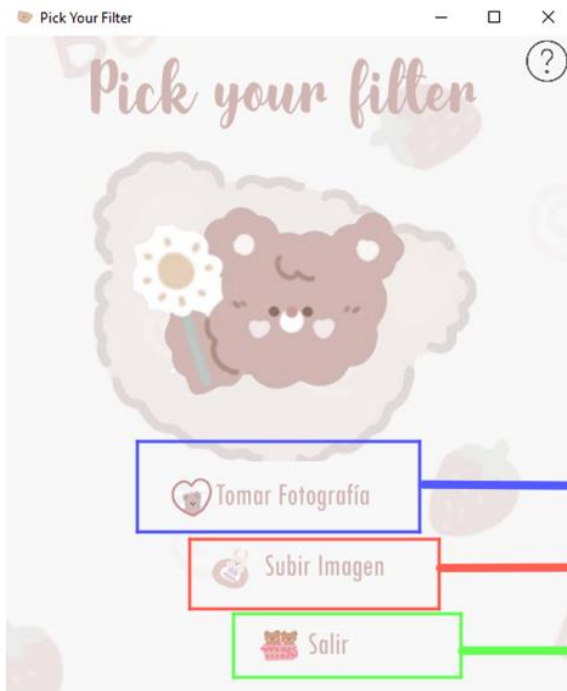 Pick Your Filter
?
Pick your filter
Tomar Fotografía
Subir Imagen
Salir